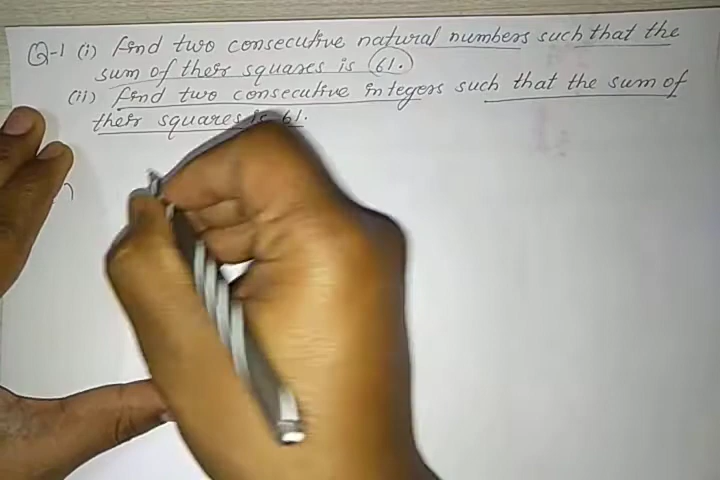 Q-1 (i) find two consecutive natural numbers such that the
sum of their squares is 61.
(ii) find two consecutive integers such that the sum of
their squares is 61.